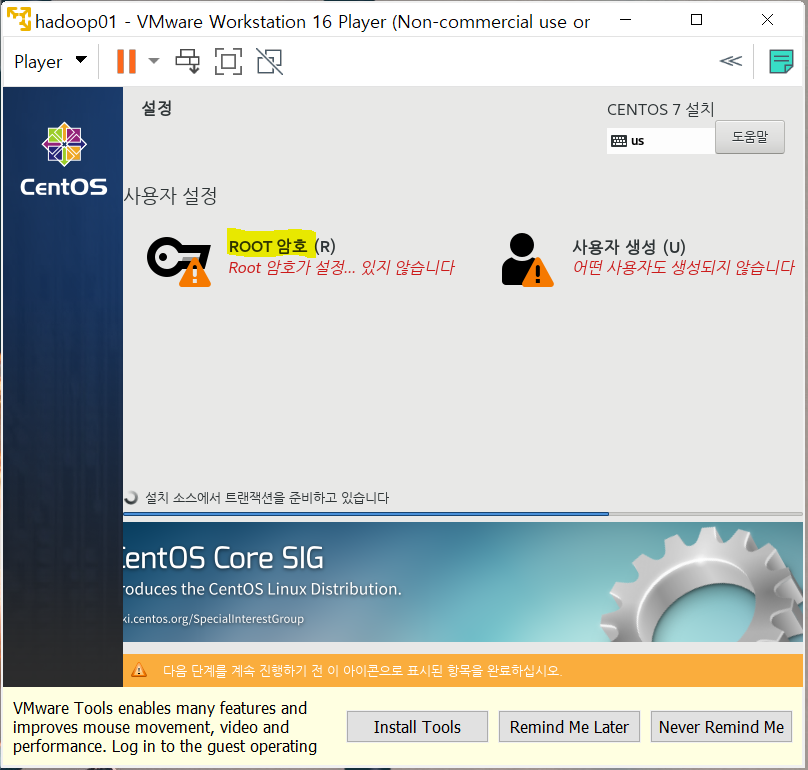 hadoop01 - VMware Workstation 16 Player (Non-commercial use or
Player
설정
CENTOS 7 설치
us
도움말
CentOS
사용자 설정
ROOT 암호 (R)
Root 암호가 설정... 있지 않습니다
사용자 생성 (U)
어떤 사용자도 생성되지 않습니다
설치 소스에서 트랜잭션을 준비하고 있습니다
CentOS Core SIG
roduces the CentOS Linux Distribution.
ki.centos.org/SpecialInterestGroup
다음 단계를 계속 진행하기 전 이 아이콘으로 표시된 항목을 완료하십시오.
VMware Tools enables many features and
improves mouse movement, video and
performance. Log in to the guest operating
Install Tools
Remind Me Later
Never Remind Me